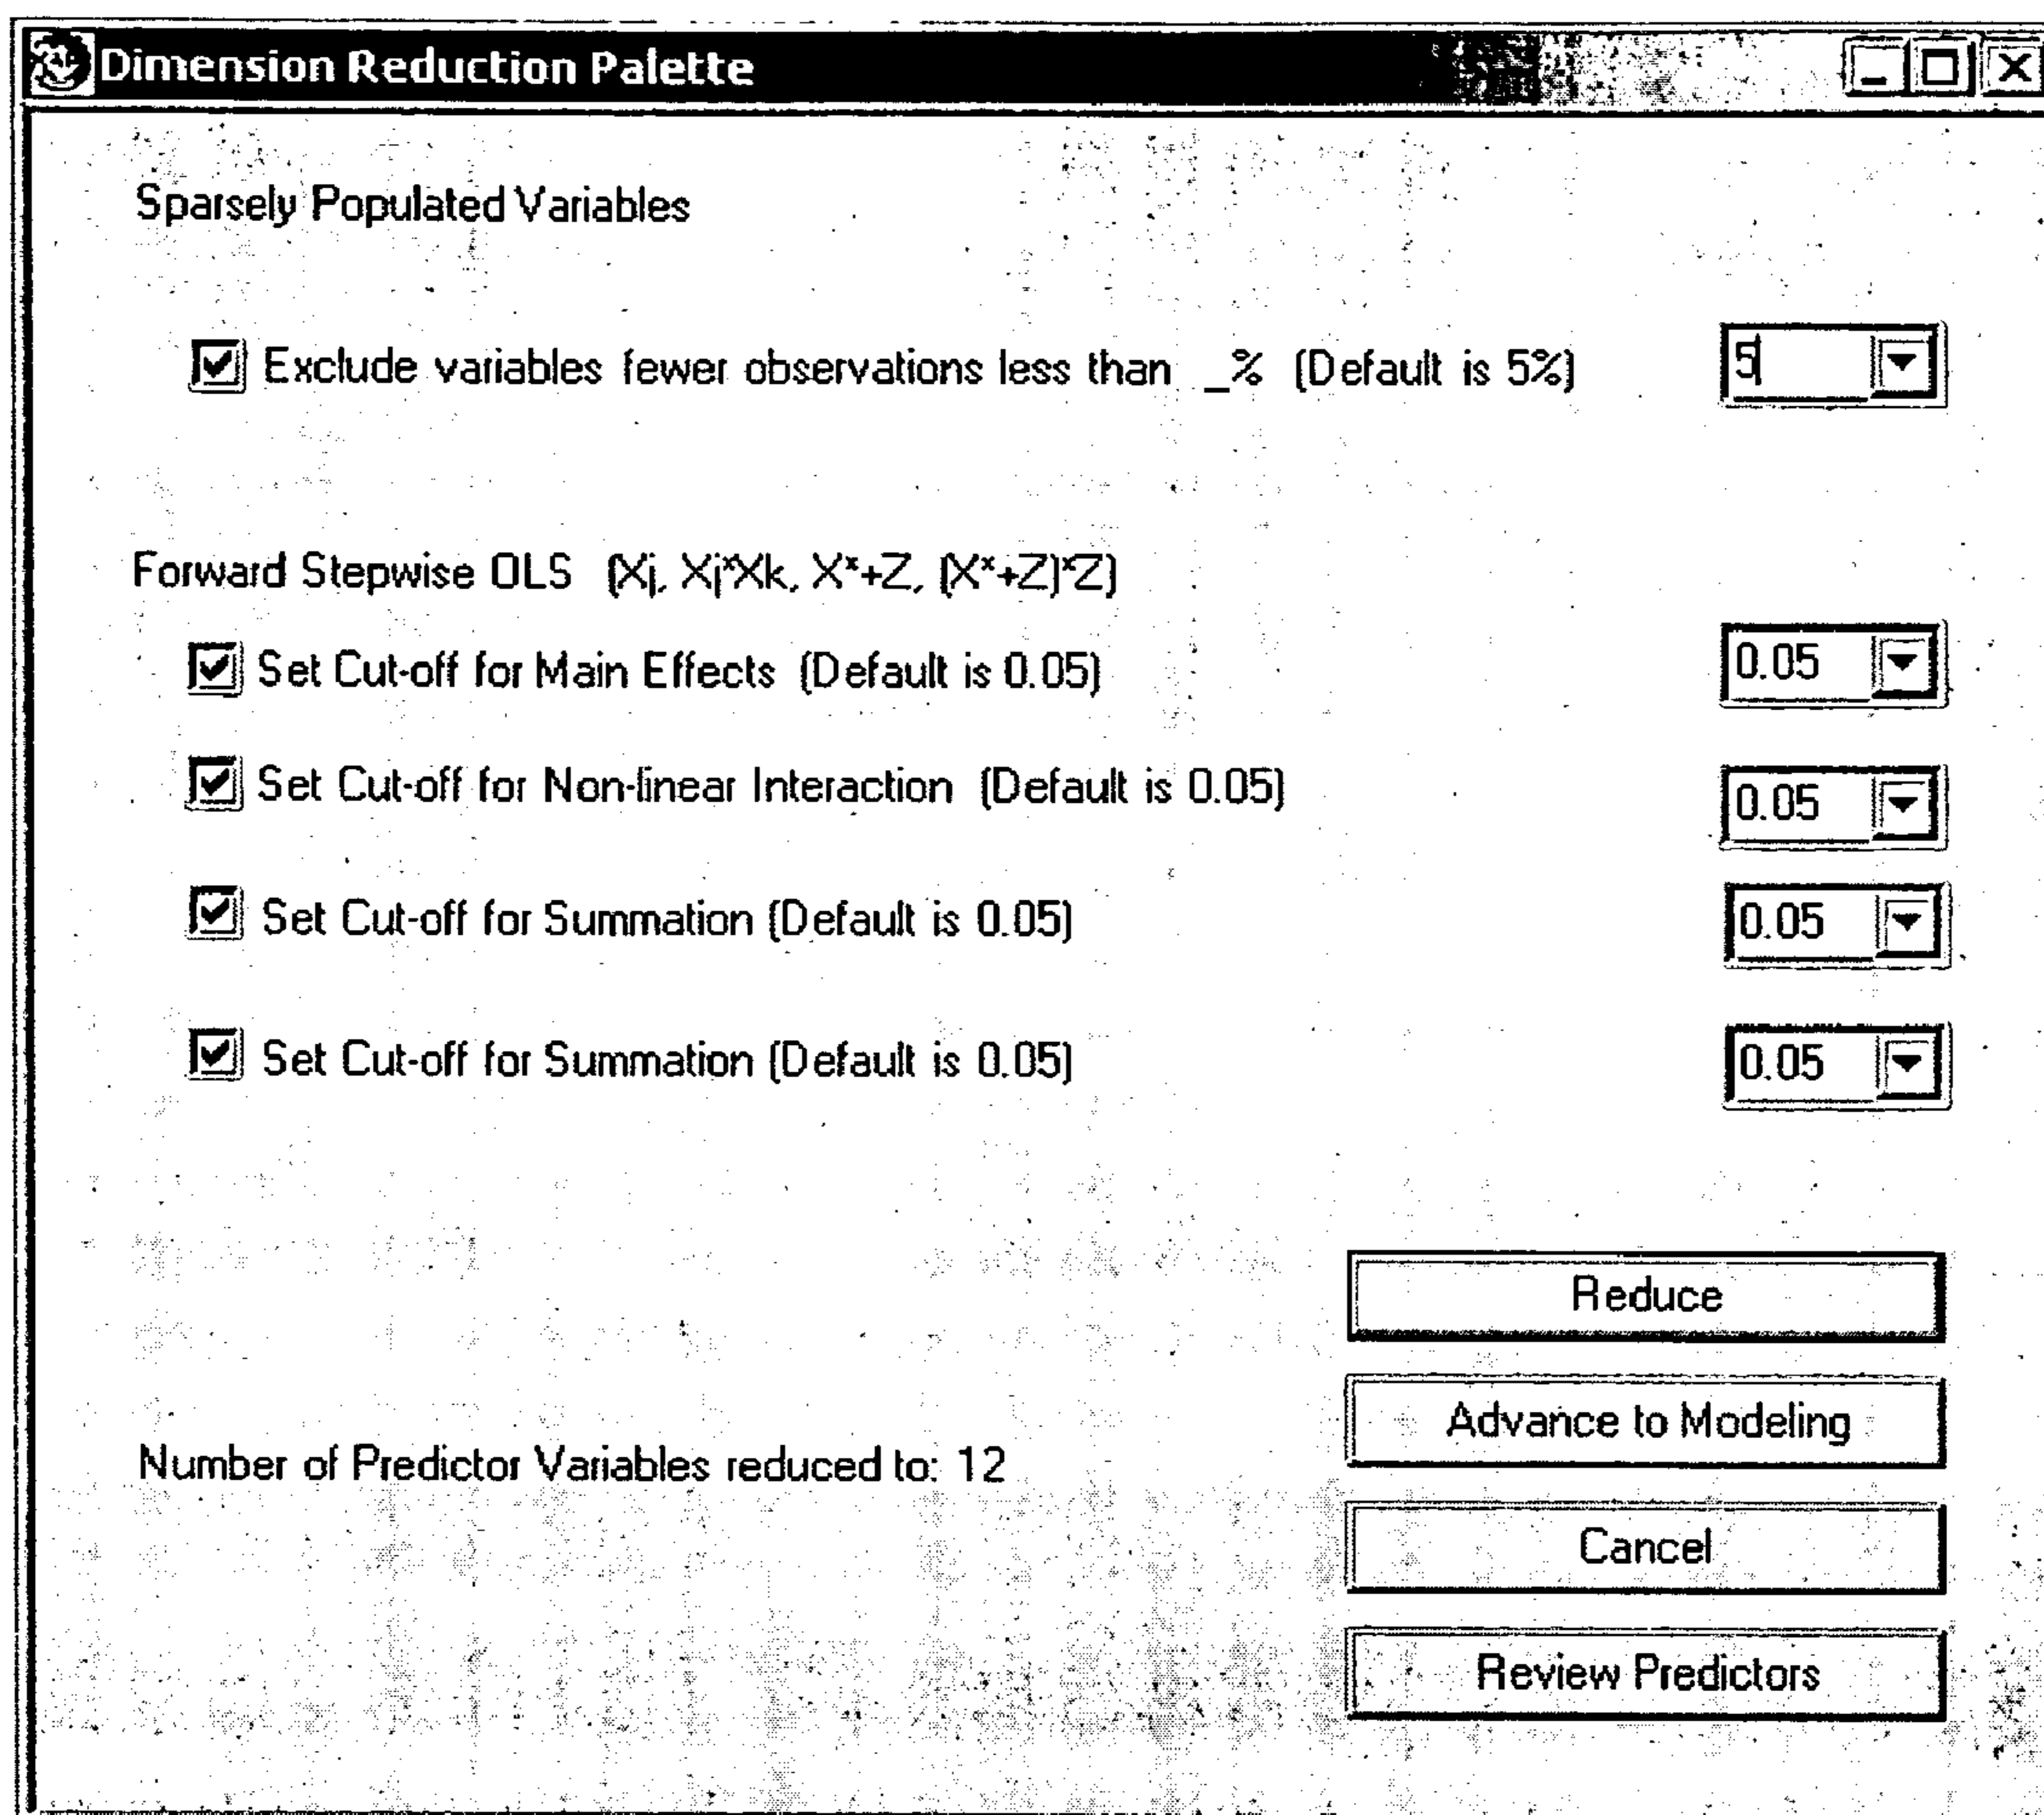 Dimension Reduction Palette
Sparsely Populated Variables
Exclude variables fewer observations less than _% (Default is 5%) 5
Forward Stepwise OLS (Xj, Xj*Xk, X*+Z, (X*+Z)*Z)
Set Cut-off for Main Effects (Default is 0.05) 0.05
Set Cut-off for Non-linear Interaction (Default is 0.05) 0.05
Set Cut-off for Summation (Default is 0.05) 0.05
Set Cut-off for Summation (Default is 0.05) 0.05
Reduce
Advance to Modeling
Number of Predictor Variables reduced to: 12
Cancel
Review Predictors